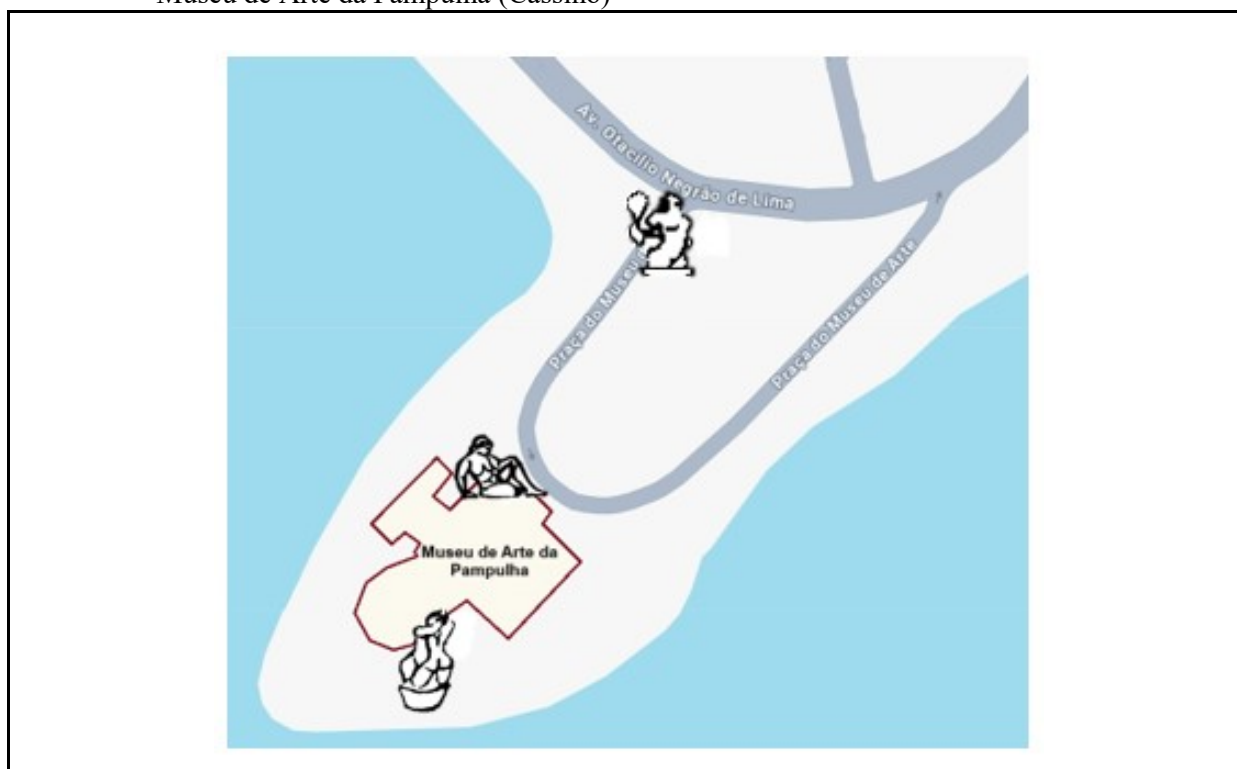 Museu de Arte da Pampulha (Cassino)
Av. Otacílio Negrão de Lima
Praça do Museu
Praça do Museu de Arte
Museu de Arte da
Pampulha